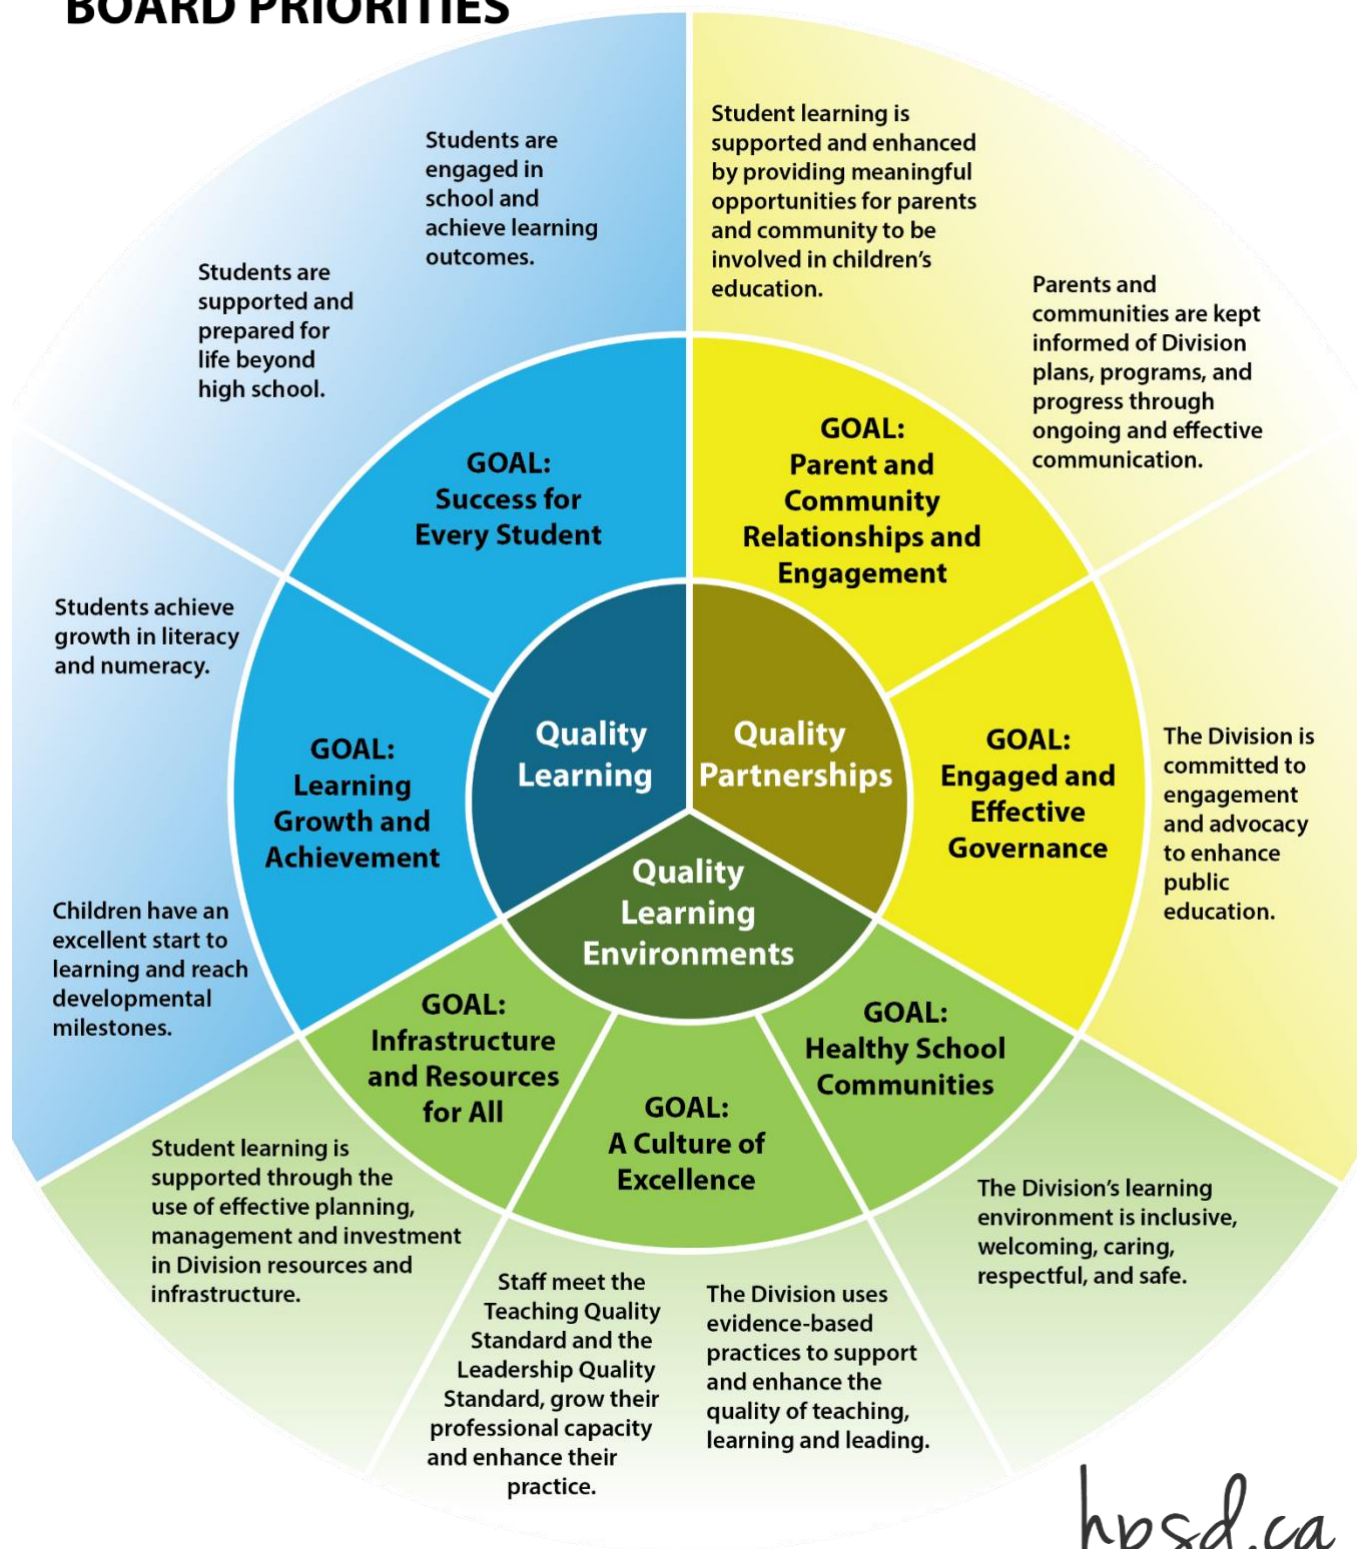 BOARD PRIORITIES
Students are
engaged in
school and
achieve learning
outcomes.
Students are
supported and
prepared for
life beyond
high school.
GOAL:
Success for
Every Student
Student learning is
supported and enhanced
by providing meaningful
opportunities for parents
and community to be
involved in children's
education.
Parents and
communities are kept
informed of Division
plans, programs, and
progress through
ongoing and effective
communication.
GOAL:
Parent and
Community
Relationships and
Engagement
Students achieve
growth in literacy
and numeracy.
Children have an
excellent start to
learning and reach
developmental
milestones.
GOAL:
Learning
Growth and
Achievement
Quality
Learning
Quality
Partnerships
Quality
Learning
Environments
GOAL:
Engaged and
Effective
Governance
The Division is
committed to
engagement
and advocacy
to enhance
public
education.
GOAL:
Infrastructure
and Resources
for All
GOAL:
A Culture of
Excellence
GOAL:
Healthy School
Communities
Student learning is
supported through the
use of effective planning,
management and investment
in Division resources and
infrastructure.
Staff meet the
Teaching Quality
Standard and the
Leadership Quality
Standard, grow their
professional capacity
and enhance their
practice.
The Division uses
evidence-based
practices to support
and enhance the
quality of teaching,
learning and leading.
The Division's learning
environment is inclusive,
welcoming, caring,
respectful, and safe.
hpsd.ca